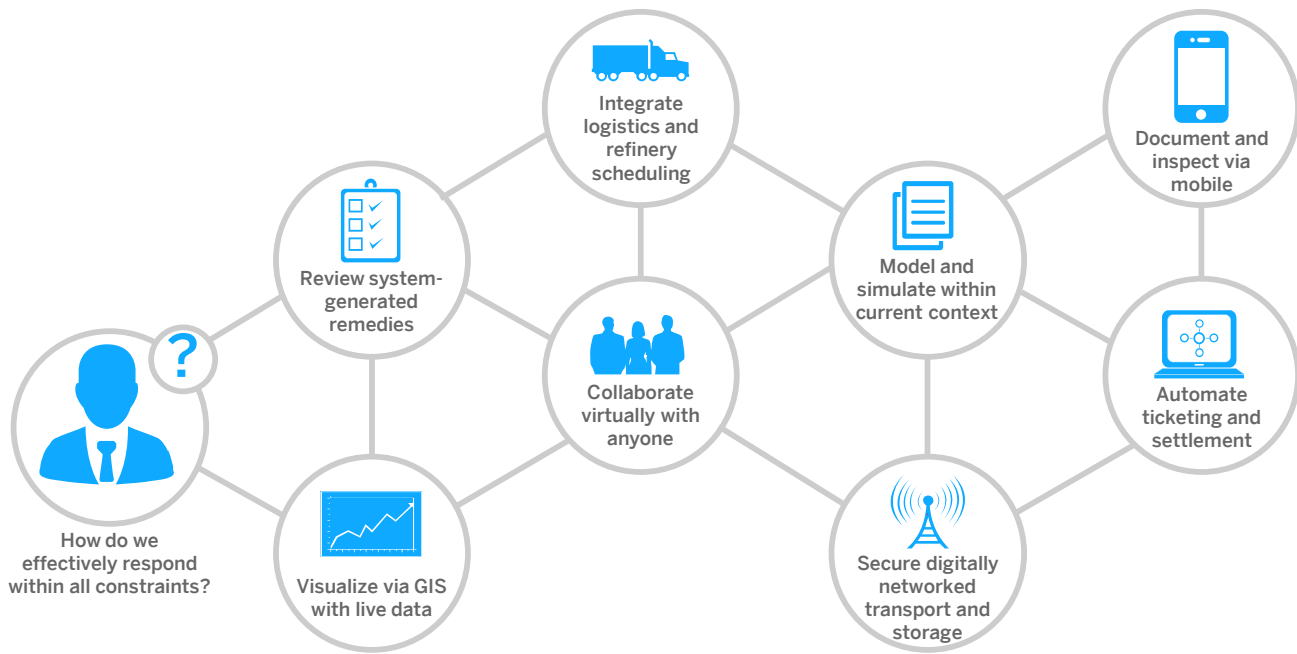 ?
How do we
effectively respond
within all constraints?
Review system-
generated
remedies
Visualize via GIS
with live data
Integrate
logistics and
refinery
scheduling
Collaborate
virtually with
anyone
Model and
simulate within
current context
Secure digitally
networked
transport and
storage
Document and
inspect via
mobile
Automate
ticketing and
settlement